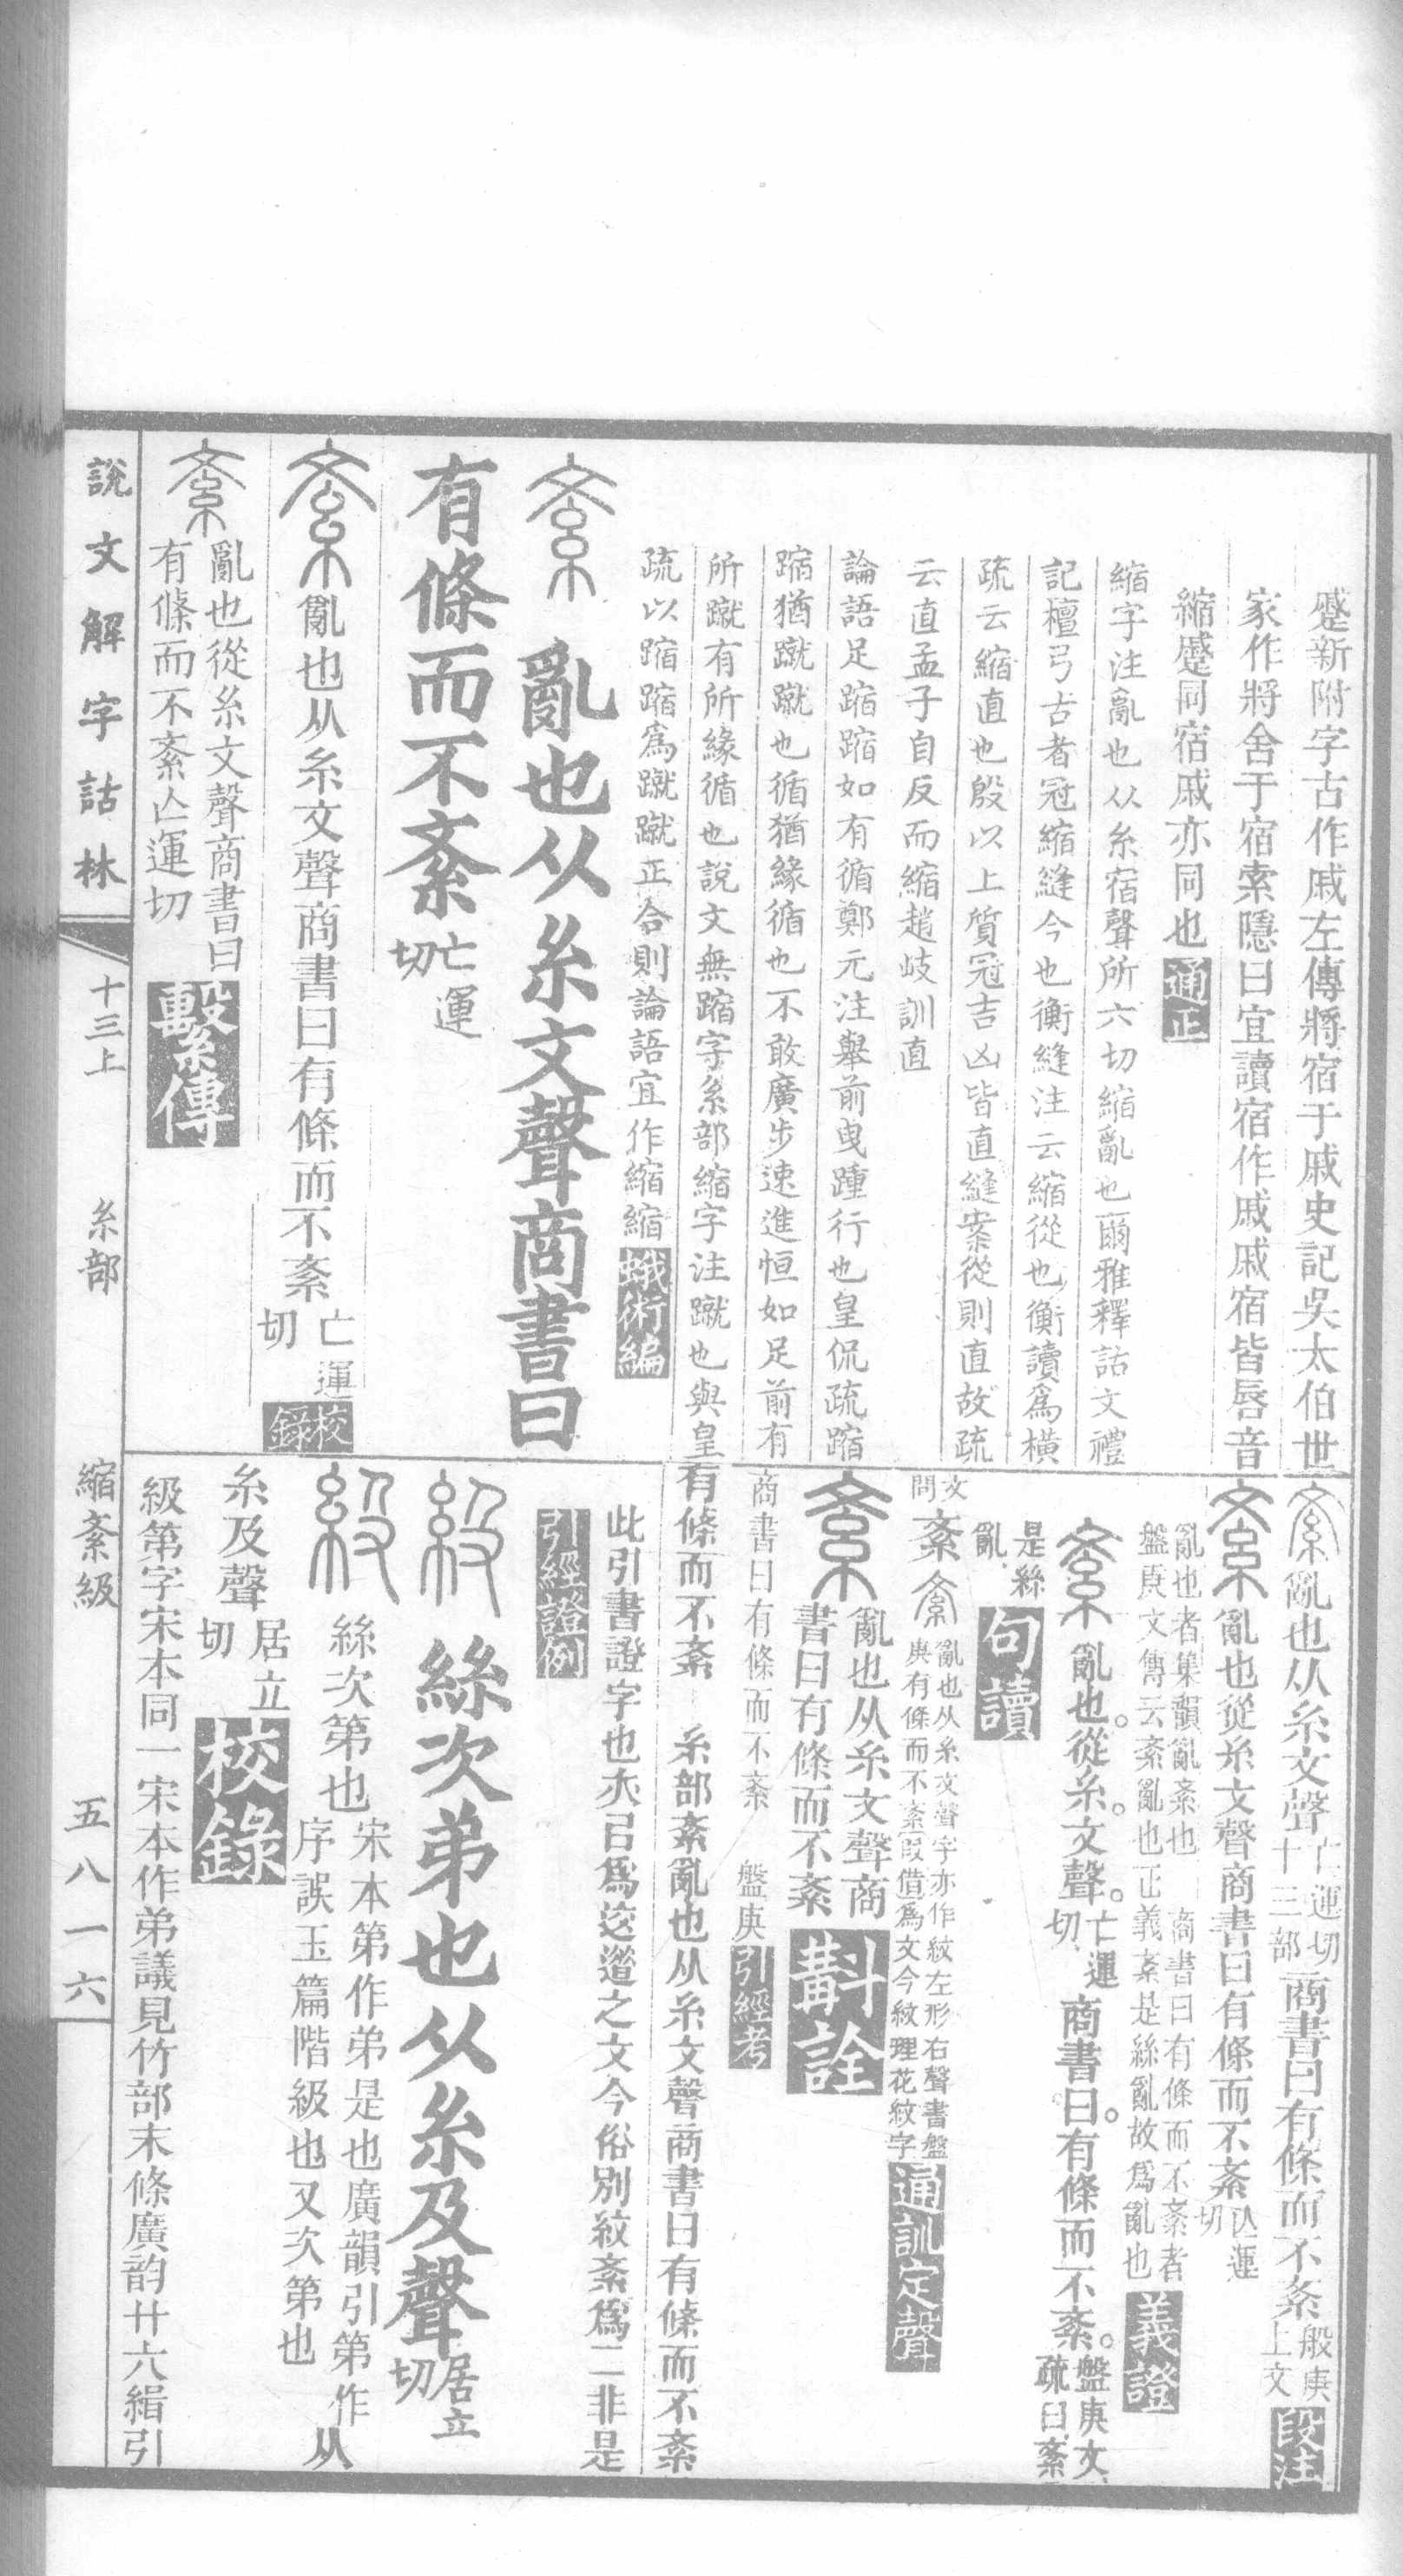 蹙新附字古作戚左傳將宿于戚史記吳太伯世
家作將舍于宿索隱曰宜讀宿作戚戚宿皆脣音
縮蹙同宿戚亦同也通正
縮字注亂也从糸宿聲所六切縮亂也爾雅釋詁文禮
記檀弓古者冠縮縫今也衡縫注云縮從也衡讀爲橫
疏云縮直也殷以上質冠吉凶皆直縫案從則直故疏
云直孟子自反而縮趙岐訓直
論語足蹜蹜如有循鄭元注舉前曳踵行也皇侃疏蹜
蹜猶蹴蹴也循猶緣循也不敢廣步速進恒如足前有
所蹴有所緣循也說文無蹜字糸部縮字注蹴也與皇
疏以蹜蹜爲蹴蹴正合則論語宜作縮縮蛾術編
紊 亂也从糸文聲商書曰
有條而不紊亡運切
紊亂也从糸文聲商書曰有條而不紊亡運切校錄
紊亂也從糸文聲商書曰
有條而不紊亾運切繫傳
紊亂也从糸文聲亡運切十三部商書曰有條而不紊般庚上文段注
紊亂也從糸文聲商書曰有條而不紊亾運切
亂也者集韻亂紊也 商書曰有條而不紊者
盤庚文傳云紊亂也正義紊是絲亂故爲亂也義證
紊亂也。從糸。文聲。亡運切商書曰。有條而不紊。盤庚文疏曰紊
是絲亂句讀
文問紊紊亂也从糸文聲字亦作紋左形右聲書盤
庚有條而不紊叚借爲文今紋理花紋字通訓定聲
紊亂也从糸文聲商
書曰有條而不紊斠詮
商書曰有條而不紊 盤庚引經考
有條而不紊 糸部紊亂也从糸文聲商書曰有條而不紊
此引書證字也亦已爲迻遒之文今俗別紋紊爲二非是
引經證例
級 絲次弟也从糸及聲居立切
級絲次第也宋本第作弟是也廣韻引第作
序誤玉篇階級也又次第也从
糸及聲居立切校錄
級第字宋本同一宋本作弟議見竹部末條廣韵廿六緝引
說文解字詁林 十三上 糸部 縮紊級 五八一六